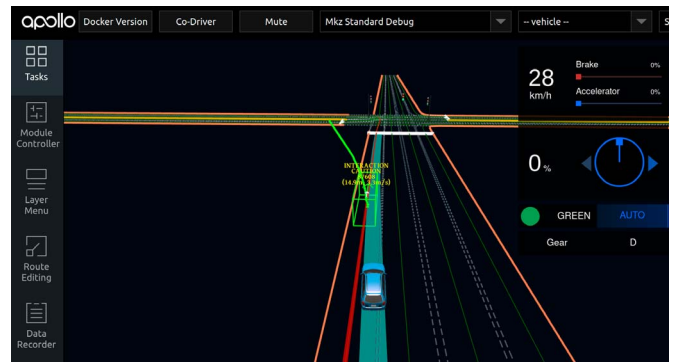 apollo Docker Version Co-Driver Mute Mkz Standard Debug -- vehicle --
Tasks
Module
Controller
Layer
Menu
Route
Editing
Data
Recorder
INTERACTION
CAUTION
28
km/h
Brake 0%
Accelerator 0%
0 %
GREEN AUTO
Gear D